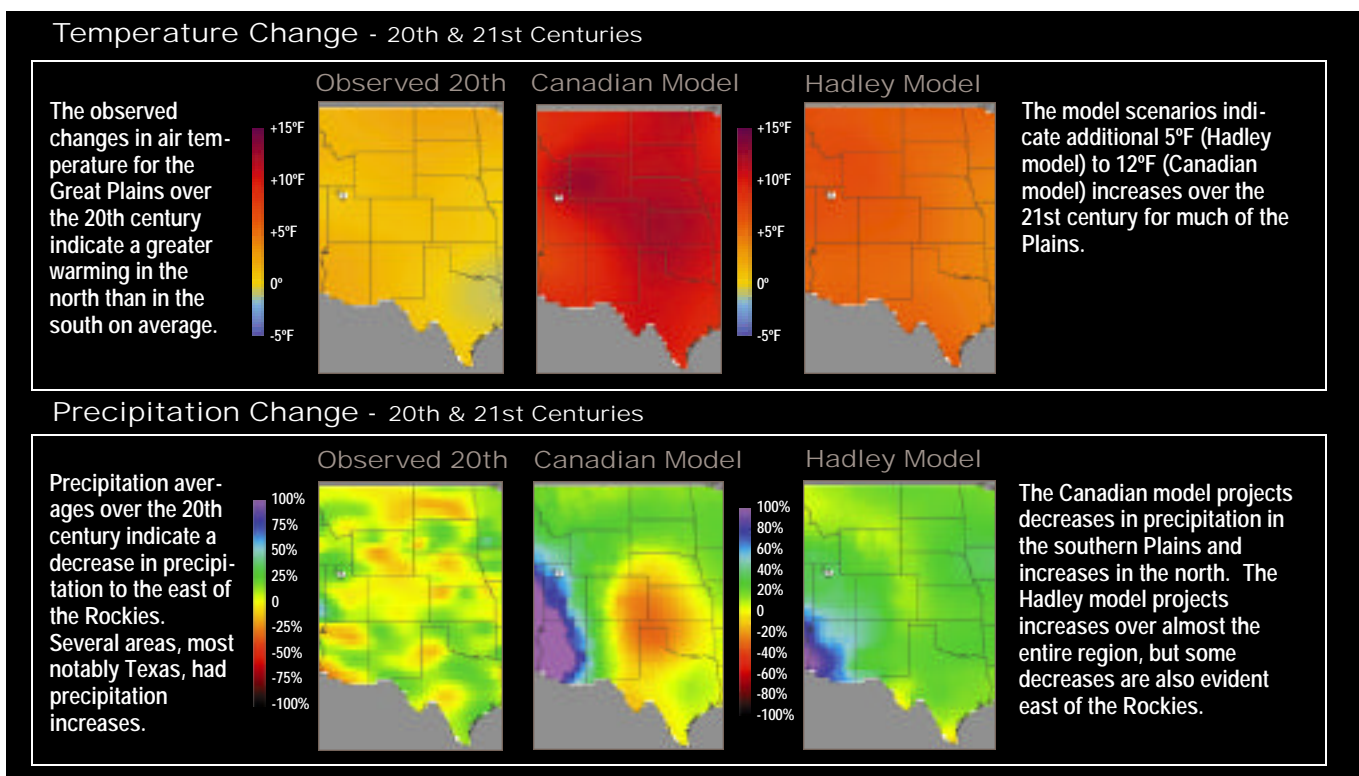 Temperature Change - 20th & 21st Centuries
The observed
changes in air tem-
perature for the
Great Plains over
the 20th century
indicate a greater
warming in the
north than in the
south on average.
+15ºF
+10ºF
+5ºF
0º
-5ºF
Observed 20th
Canadian Model
+15ºF
+10ºF
+5ºF
0º
-5ºF
Hadley Model
The model scenarios indi-
cate additional 5ºF (Hadley
model) to 12ºF (Canadian
model) increases over the
21st century for much of the
Plains.
Precipitation Change - 20th & 21st Centuries
Precipitation aver-
ages over the 20th
century indicate a
decrease in precipi-
tation to the east of
the Rockies.
Several areas, most
notably Texas, had
precipitation
increases.
100%
75%
50%
25%
0
-25%
-50%
-75%
-100%
Observed 20th
Canadian Model
100%
80%
60%
40%
20%
0
-20%
-40%
-60%
-80%
-100%
Hadley Model
The Canadian model projects
decreases in precipitation in
the southern Plains and
increases in the north. The
Hadley model projects
increases over almost the
entire region, but some
decreases are also evident
east of the Rockies.